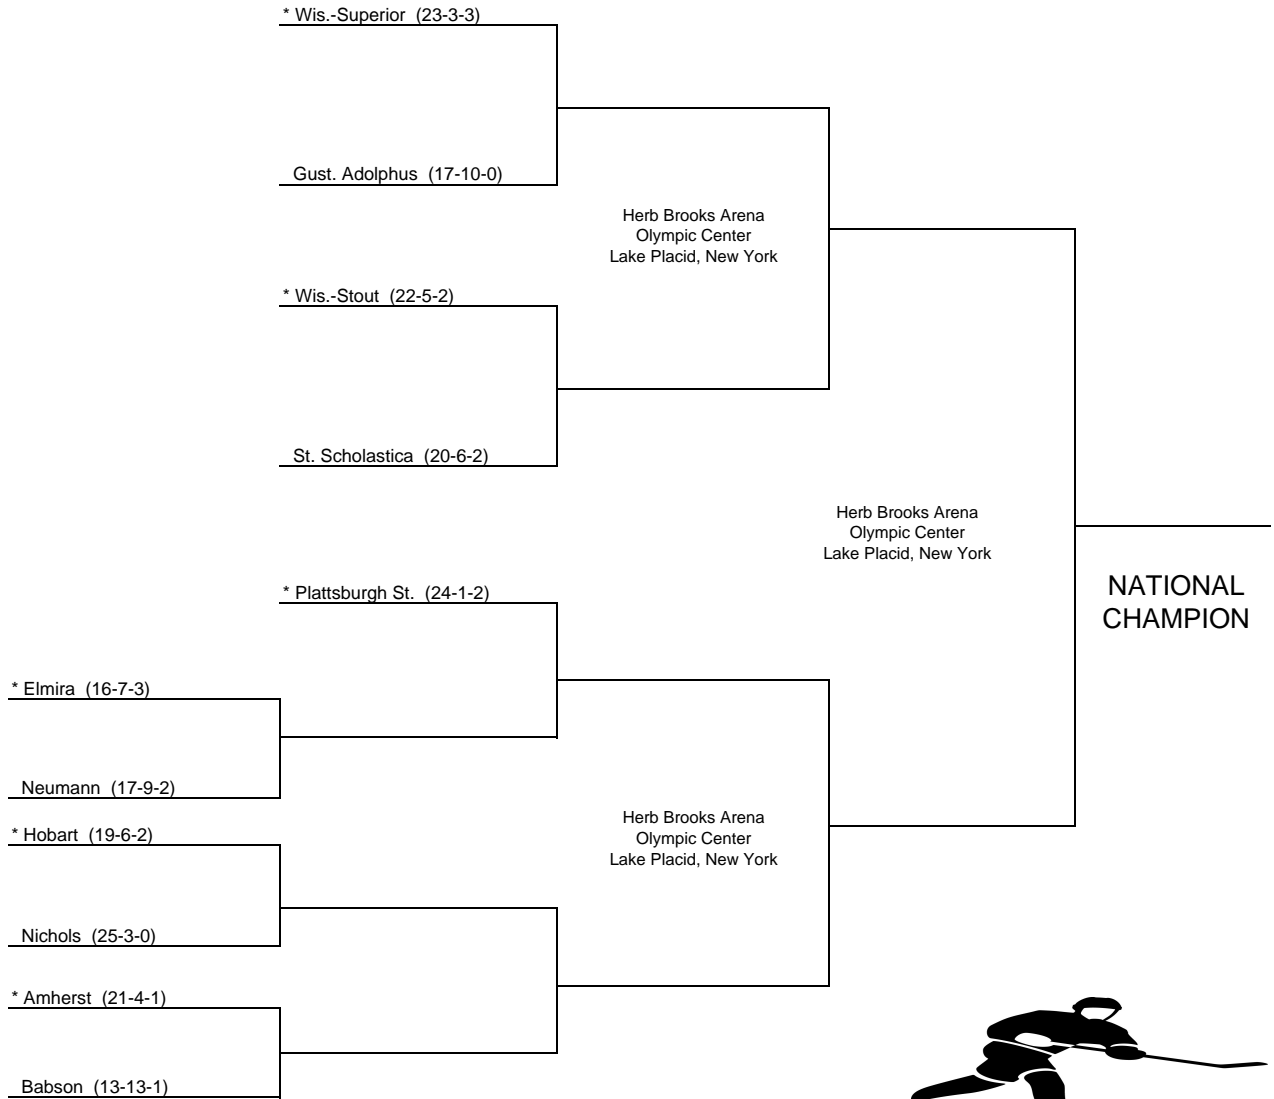 * Wis.-Superior (23-3-3)
Gust. Adolphus (17-10-0)
Herb Brooks Arena
Olympic Center
Lake Placid, New York
* Wis.-Stout (22-5-2)
St. Scholastica (20-6-2)
Herb Brooks Arena
Olympic Center
Lake Placid, New York
NATIONAL
CHAMPION
* Plattsburgh St. (24-1-2)
* Elmira (16-7-3)
Neumann (17-9-2)
* Hobart (19-6-2)
Herb Brooks Arena
Olympic Center
Lake Placid, New York
Nichols (25-3-0)
* Amherst (21-4-1)
Babson (13-13-1)